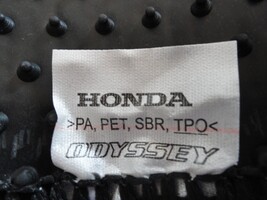 HONDA
>PA, PET, SBR, TPO<
ODYSSEY